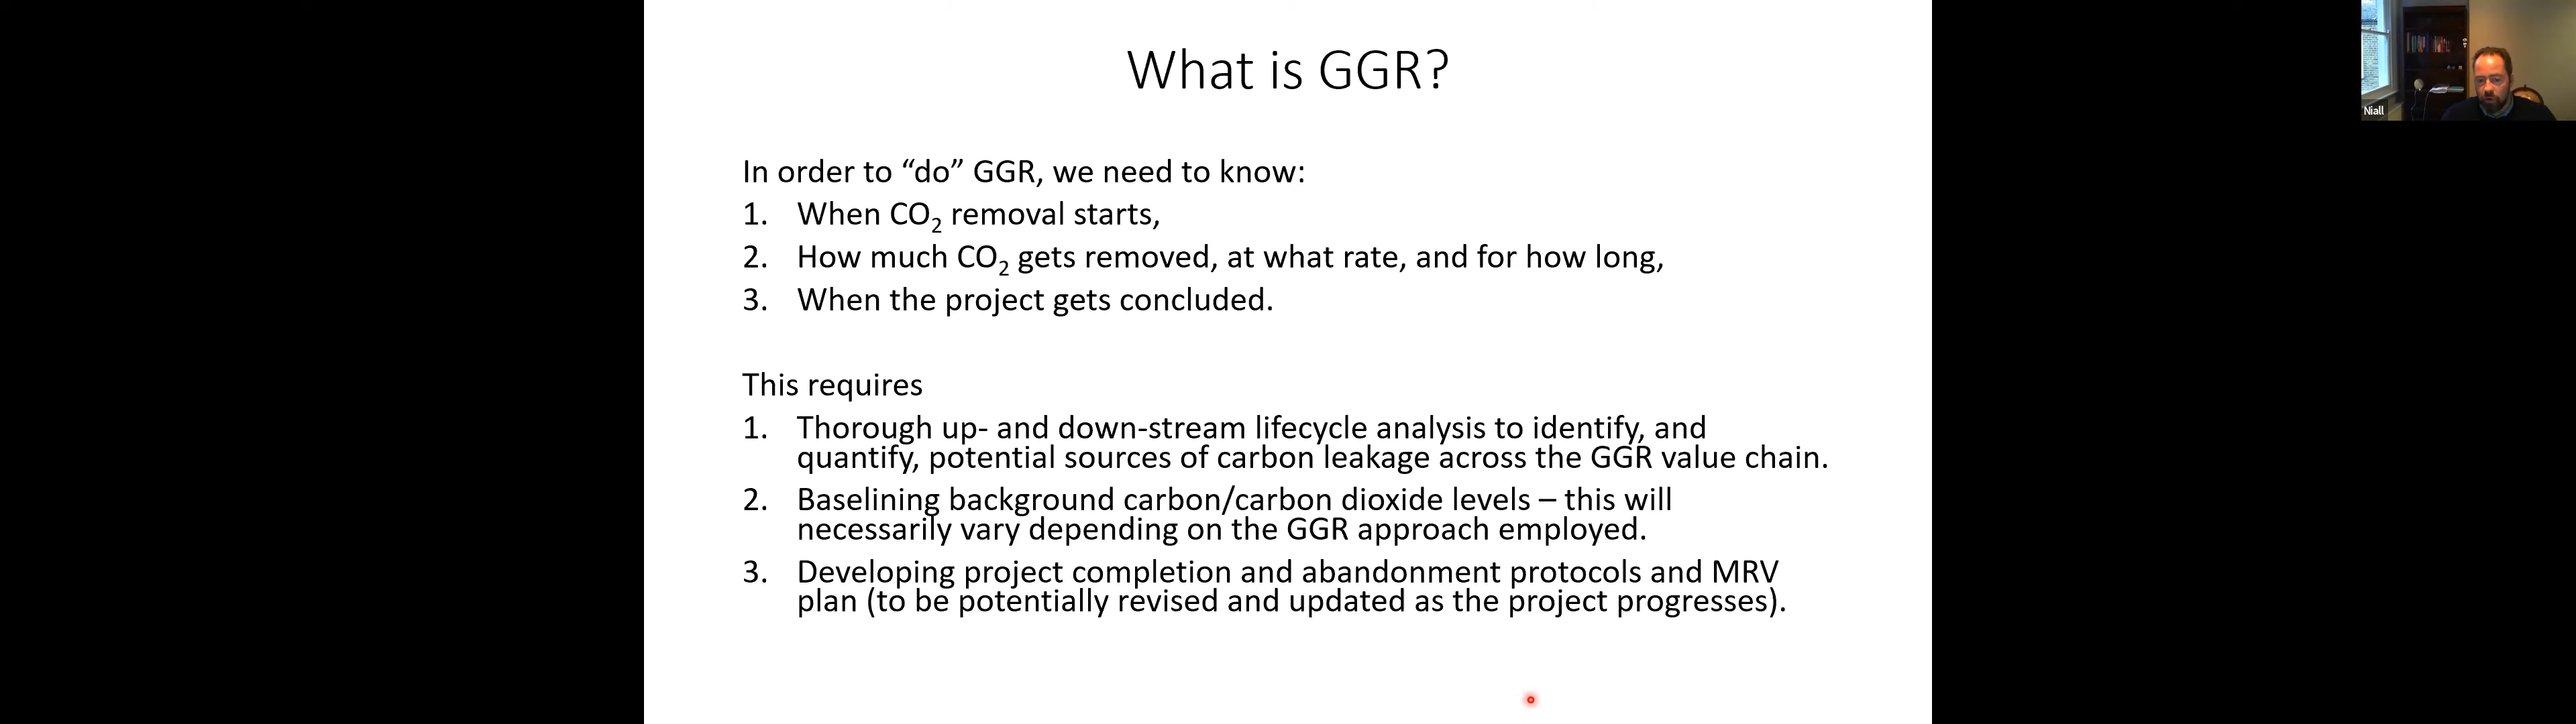 What is GGR?
Niall
In order to “do” GGR, we need to know:
1. When CO₂ removal starts,
2. How much CO₂ gets removed, at what rate, and for how long,
3. When the project gets concluded.
This requires
1. Thorough up- and down-stream lifecycle analysis to identify, and
quantify, potential sources of carbon leakage across the GGR value chain.
2. Baselining background carbon/carbon dioxide levels – this will
necessarily vary depending on the GGR approach employed.
3. Developing project completion and abandonment protocols and MRV
plan (to be potentially revised and updated as the project progresses).